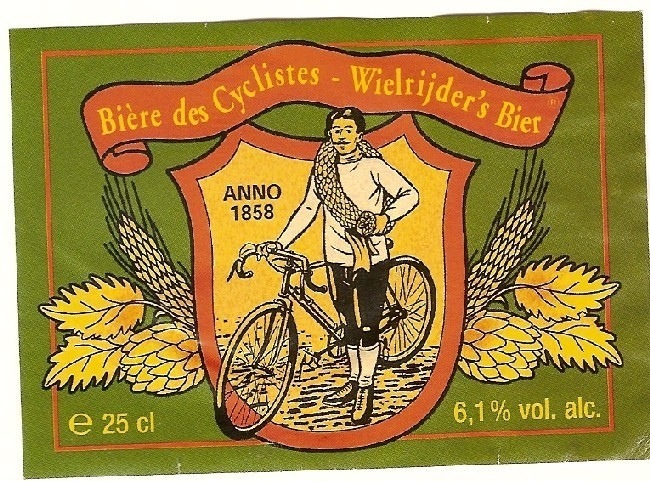 Bière des Cyclistes - Wielrijder's Bier ®
ANNO
1858
e 25 cl
6,1% vol. alc.